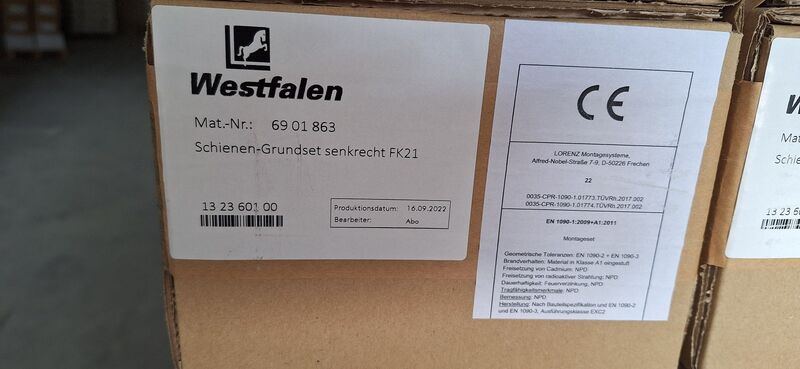 Westfalen
Mat.-Nr.: 69 01 863
Schienen-Grundset senkrecht FK21
13 23 601 00
Produktionsdatum: 16.09.2022
Bearbeiter: Abo
CE
LORENZ Montagesysteme,
Alfred-Nobel-Straße 7-9, D-50226 Frechen
22
0035-CPR-1090-1.01773.TÜVRh.2017.002
0035-CPR-1090-1.01774.TÜVRh.2017.002
EN 1090-1:2009+A1:2011
Montageset
Geometrische Toleranzen: EN 1090-2 + EN 1090-3
Brandverhalten: Material in Klasse A1 eingestuft
Freisetzung von Cadmium: NPD
Freisetzung von radioaktiver Strahlung: NPD
Dauerhaftigkeit: Feuerverzinkung, NPD
Tragfähigkeitsmerkmale: NPD
Bemessung: NPD
Herstellung: Nach Bauteilspezifikation und EN 1090-2
und EN 1090-3, Ausführungsklasse EXC2
Schien
13 23 6